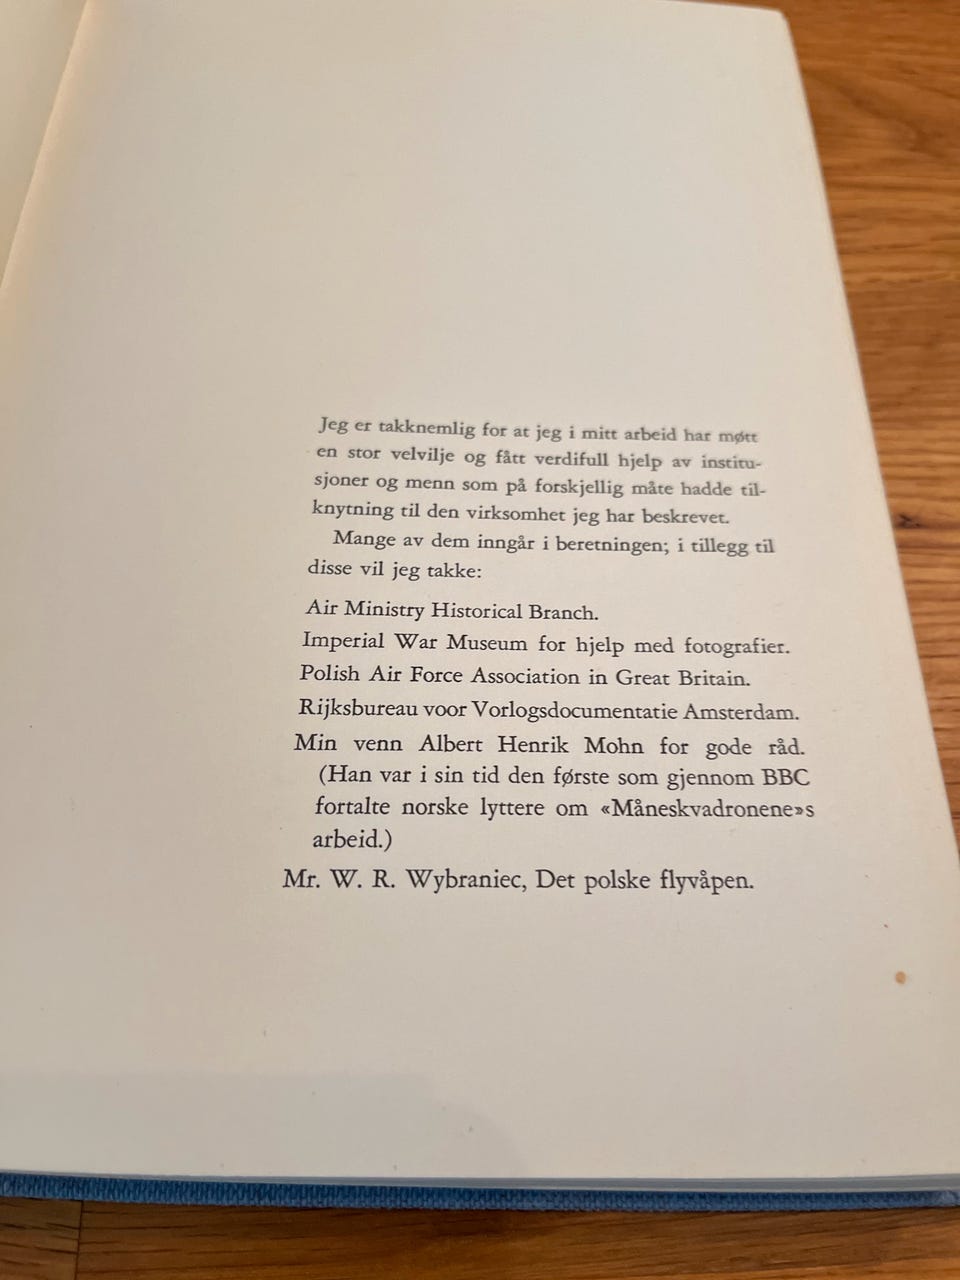 Jeg er takknemlig for at jeg i mitt arbeid har møtt
en stor velvilje og fått verdifull hjelp av institu-
sjoner og menn som på forskjellig måte hadde til-
knytning til den virksomhet jeg har beskrevet.
Mange av dem inngår i beretningen; i tillegg til
disse vil jeg takke:
Air Ministry Historical Branch.
Imperial War Museum for hjelp med fotografier.
Polish Air Force Association in Great Britain.
Rijksbureau voor Vorlogsdocumentatie Amsterdam.
Min venn Albert Henrik Mohn for gode råd.
(Han var i sin tid den første som gjennom BBC
fortalte norske lyttere om «Måneskvadronene»s
arbeid.)
Mr. W. R. Wybraniec, Det polske flyvåpen.